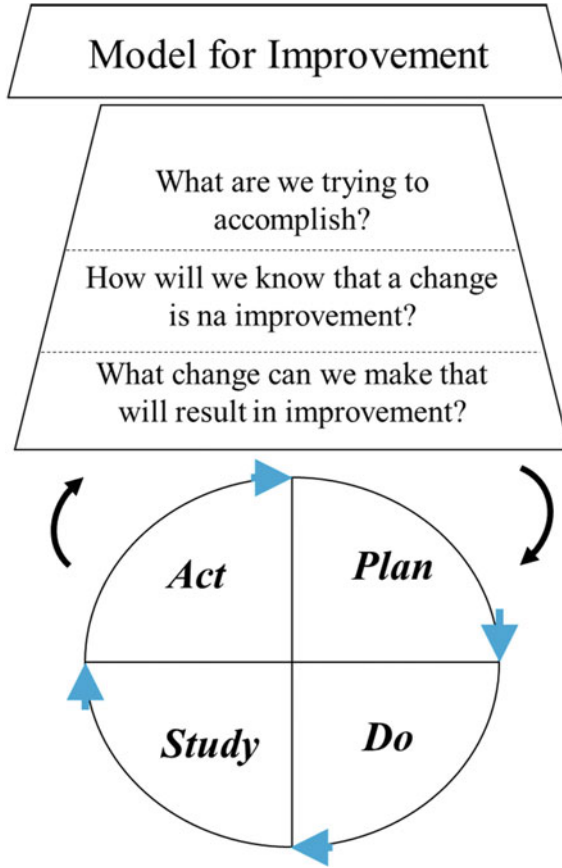 Model for Improvement
What are we trying to
accomplish?
How will we know that a change
is na improvement?
What change can we make that
will result in improvement?
Act
Plan
Study
Do